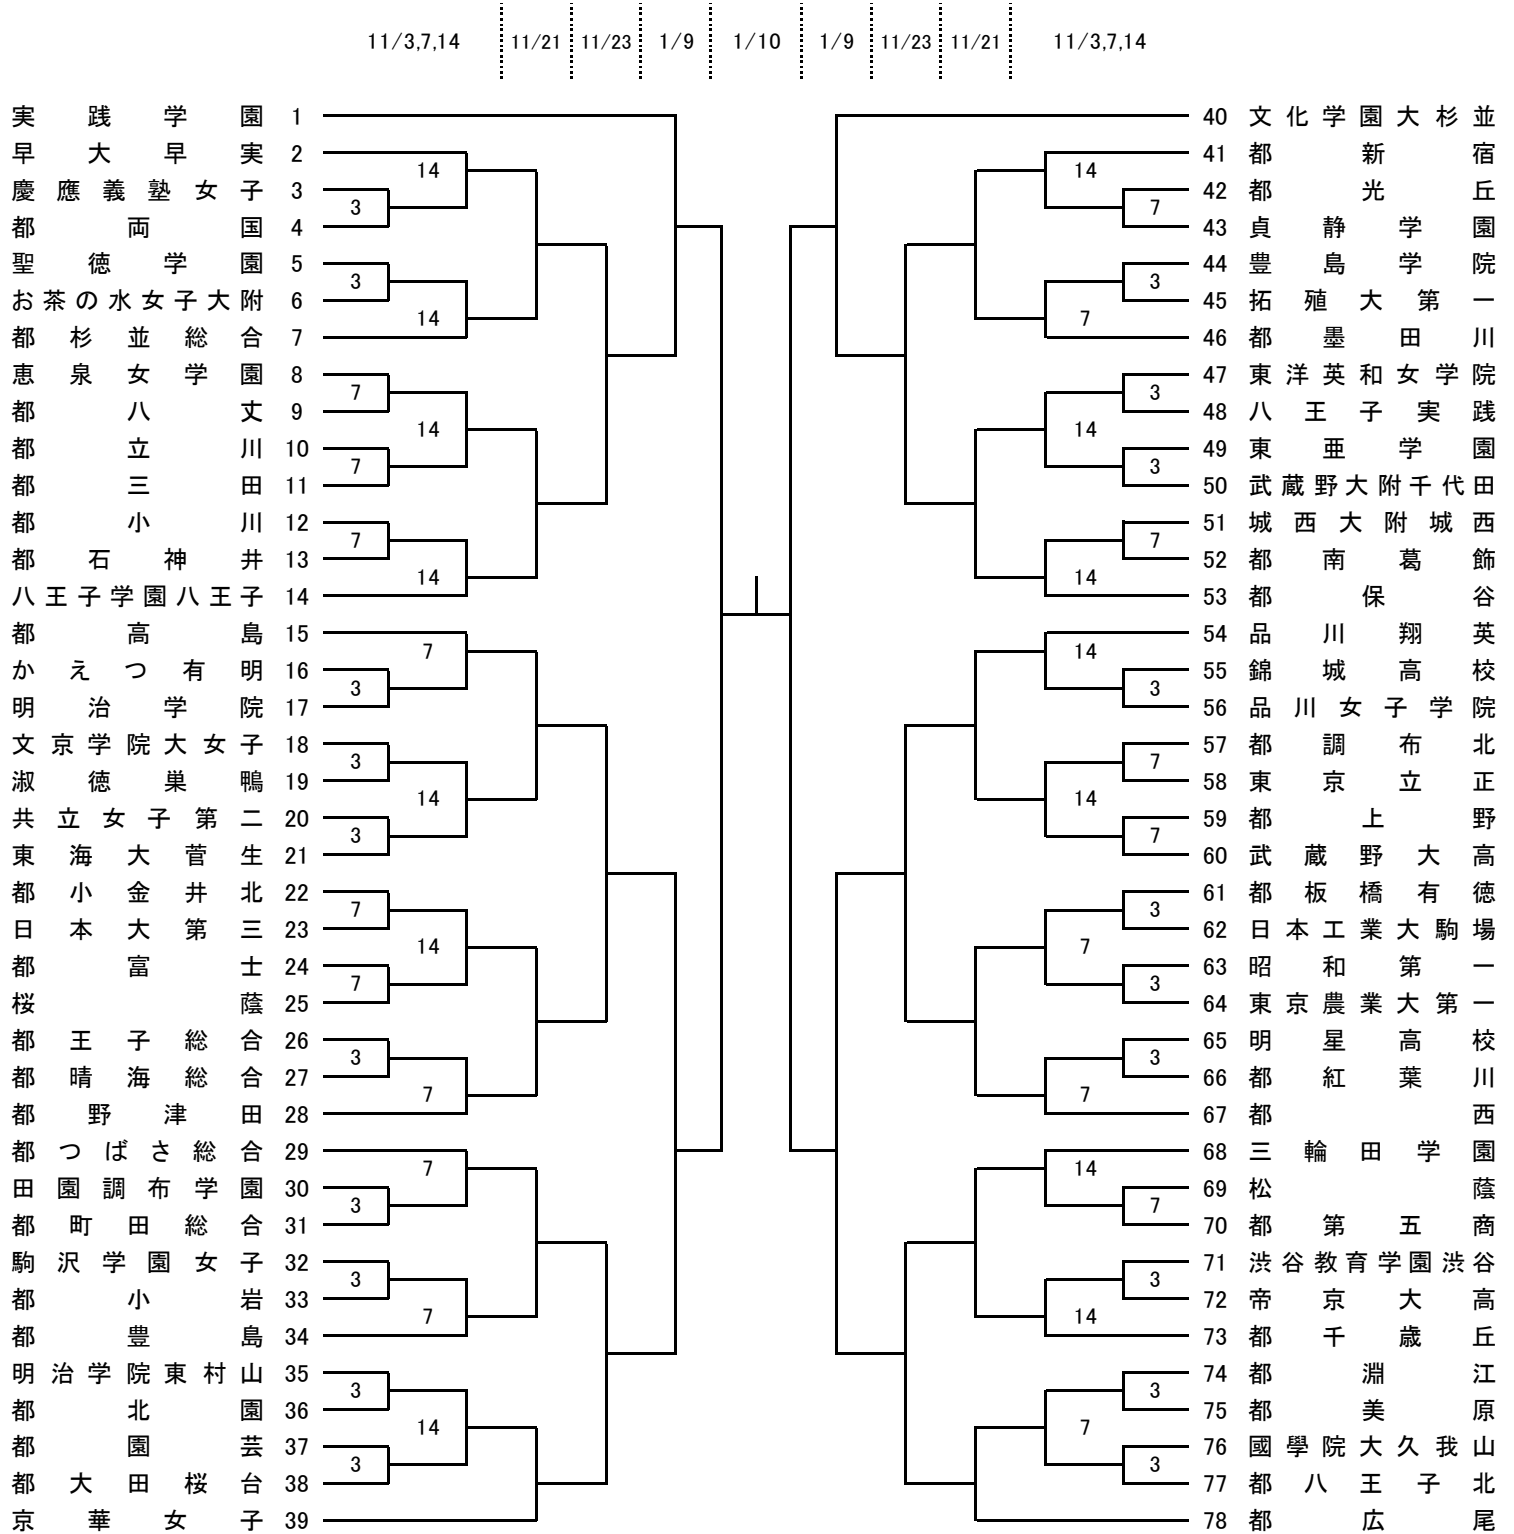 11/3,7,14 11/21 11/23 1/9 1/10 1/9 11/23 11/21 11/3,7,14
実践学園 1 40 文化学園大杉並
早大早実 2 41 都新宿
14 14
慶應義塾女子 3 42 都光丘
3 7
都両国 4 43 貞静学園
聖徳学園 5 44 豊島学院
3 3
お茶の水女子大附 6 45 拓殖大第一
14 7
都杉並総合 7 46 都墨田川
恵泉女学園 8 47 東洋英和女学院
7 3
都八丈 9 48 八王子実践
14 14
都立川 10 49 東亜学園
7 3
都三田 11 50 武蔵野大附千代田
都小川 12 51 城西大附城西
7 7
都石神井 13 52 都南葛飾
14 14
八王子学園八王子 14 53 都保谷
都高島 15 54 品川翔英
7 14
かえつ有明 16 55 錦城高校
3 3
明治学院 17 56 品川女子学院
文京学院大女子 18 57 都調布北
3 7
淑徳巣鴨 19 58 東京立正
14 14
共立女子第二 20 59 都上野
3 7
東海大菅生 21 60 武蔵野大高
都小金井北 22 61 都板橋有徳
7 3
日本大第三 23 62 日本工業大駒場
14 7
都富士 24 63 昭和第一
7 3
桜蔭 25 64 東京農業大第一
都王子総合 26 65 明星高校
3 3
都晴海総合 27 66 都紅葉川
7 7
都野津田 28 67 都西
都つばさ総合 29 68 三輪田学園
7 14
田園調布学園 30 69 松蔭
3 7
都町田総合 31 70 都第五商
駒沢学園女子 32 71 渋谷教育学園渋谷
3 3
都小岩 33 72 帝京大高
7 14
都豊島 34 73 都千歳丘
明治学院東村山 35 74 都淵江
3 3
都北園 36 75 都美原
14 7
都園芸 37 76 國學院大久我山
3 3
都大田桜台 38 77 都八王子北
京華女子 39 78 都広尾